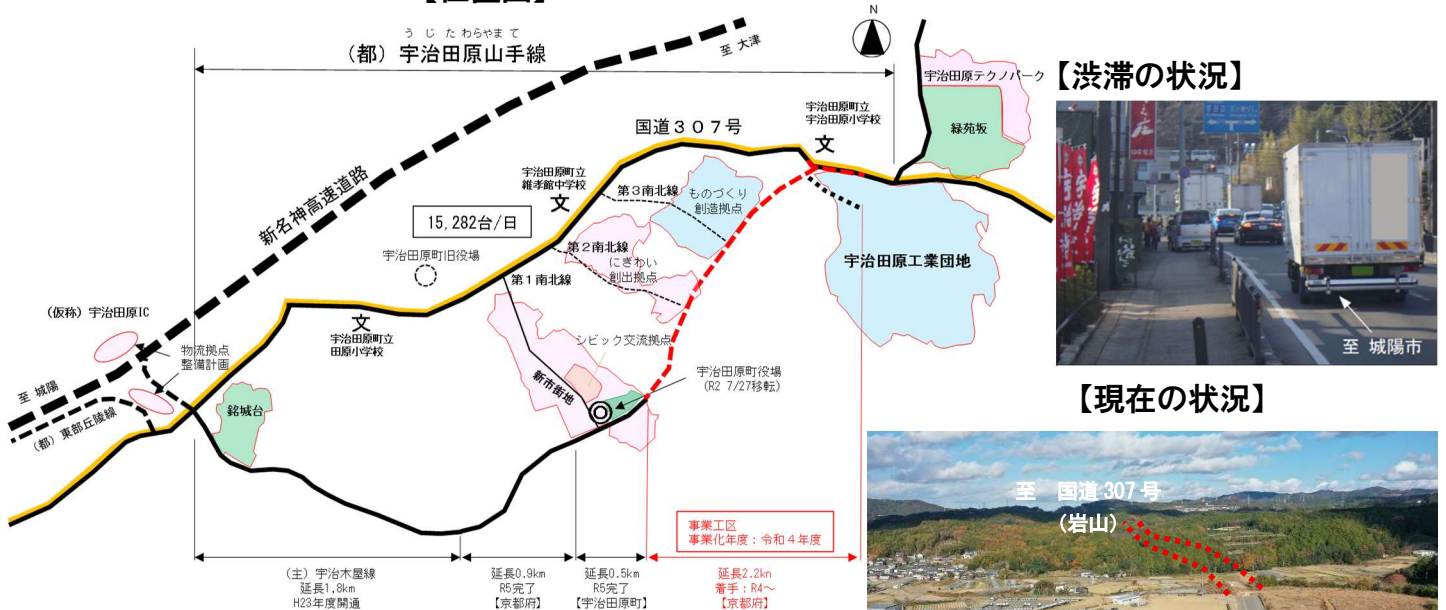 うじたわらやまて
(都)宇治田原山手線
至 大津
N
宇治田原テクノパーク
緑苑坂
宇治田原町立
宇治田原小学校
文
国道307号
新名神高速道路
宇治田原町立
維孝館中学校
文
15,282台/日
第3南北線
ものづくり
創造拠点
第2南北線
にぎわい
創出拠点
宇治田原町旧役場
第1南北線
宇治田原工業団地
(仮称)宇治田原IC
物流拠点
整備計画
文
宇治田原町立
田原小学校
シビック交流拠点
新市街地
宇治田原町役場
(R2 7/27移転)
至 城陽
(都)東部丘陵線
銘城台
事業工区
事業化年度:令和4年度
(主)宇治木屋線
延長1,8km
H23年度開通
延長0.9km
R5完了
【京都府】
延長0.5km
R5完了
【宇治田原町】
延長2.2kn
着手:R4~
【京都府】
【渋滞の状況】
至 城陽市
【現在の状況】
至 国道307号
(岩山)